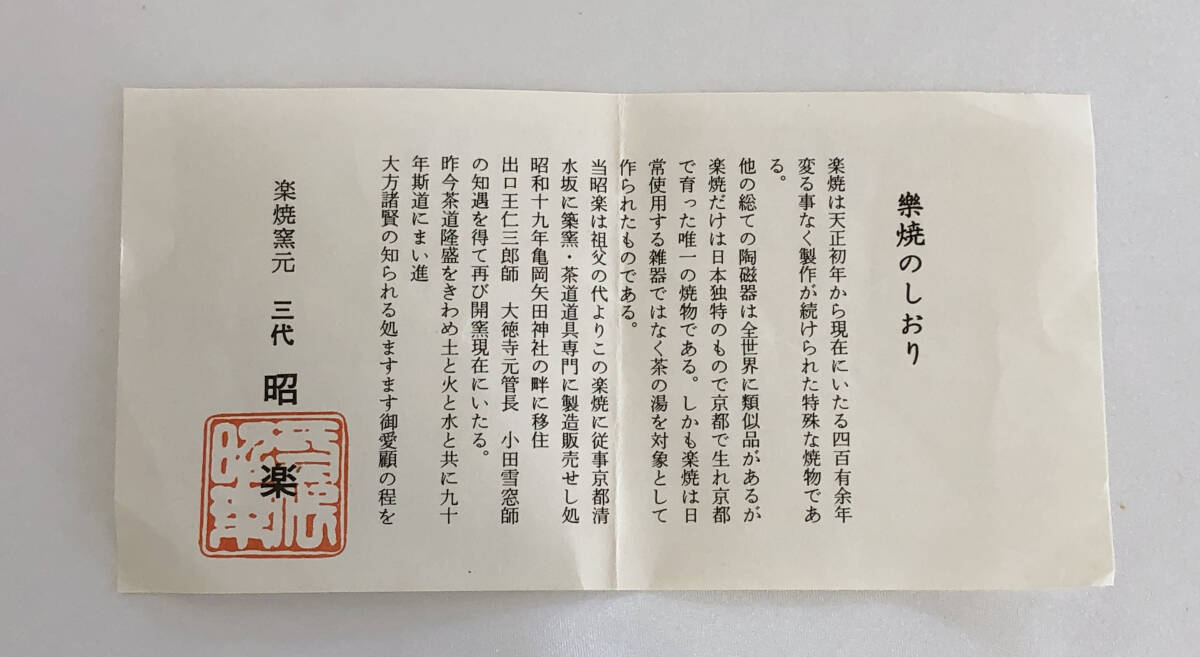 樂焼のしおり
楽焼は天正初年から現在にいたる四百有余年
変る事なく製作が続けられた特殊な焼物であ
る。
他の総ての陶磁器は全世界に類似品があるが
楽焼だけは日本独特のもので京都で生れ京都
で育った唯一の焼物である。しかも楽焼は日
常使用する雑器ではなく茶の湯を対象として
作られたものである。
当昭楽は祖父の代よりこの楽焼に従事京都清
水坂に築窯・茶道道具専門に製造販売せし処
昭和十九年亀岡矢田神社の畔に移住
出口王仁三郎師　大徳寺元管長　小田雪窓師
の知遇を得て再び開窯現在にいたる。
昨今茶道隆盛をきわめ土と火と水と共に九十
年斯道にまい進
大方諸賢の知られる処ますます御愛顧の程を
楽焼窯元　三代　昭楽